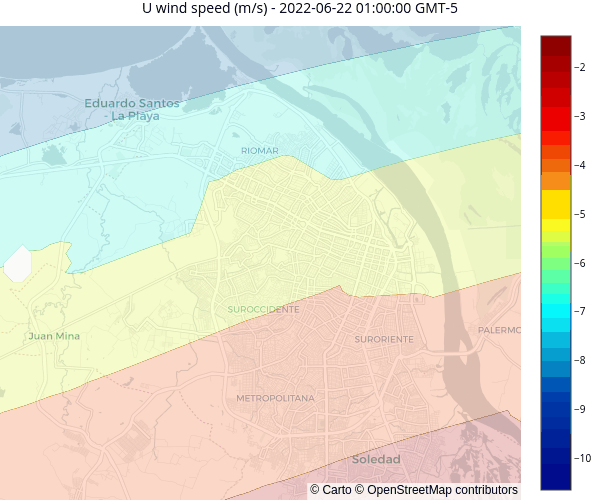 U wind speed (m/s) - 2022-06-22 01:00:00 GMT-5
Eduardo Santos
- La Playa
RIOMAR
SUROCCIDENTE
Juan Mina
SURORIENTE
PALERMO
METROPOLITANA
Soledad
© Carto © OpenStreetMap contributors
−2
−3
−4
−5
−6
−7
−8
−9
−10